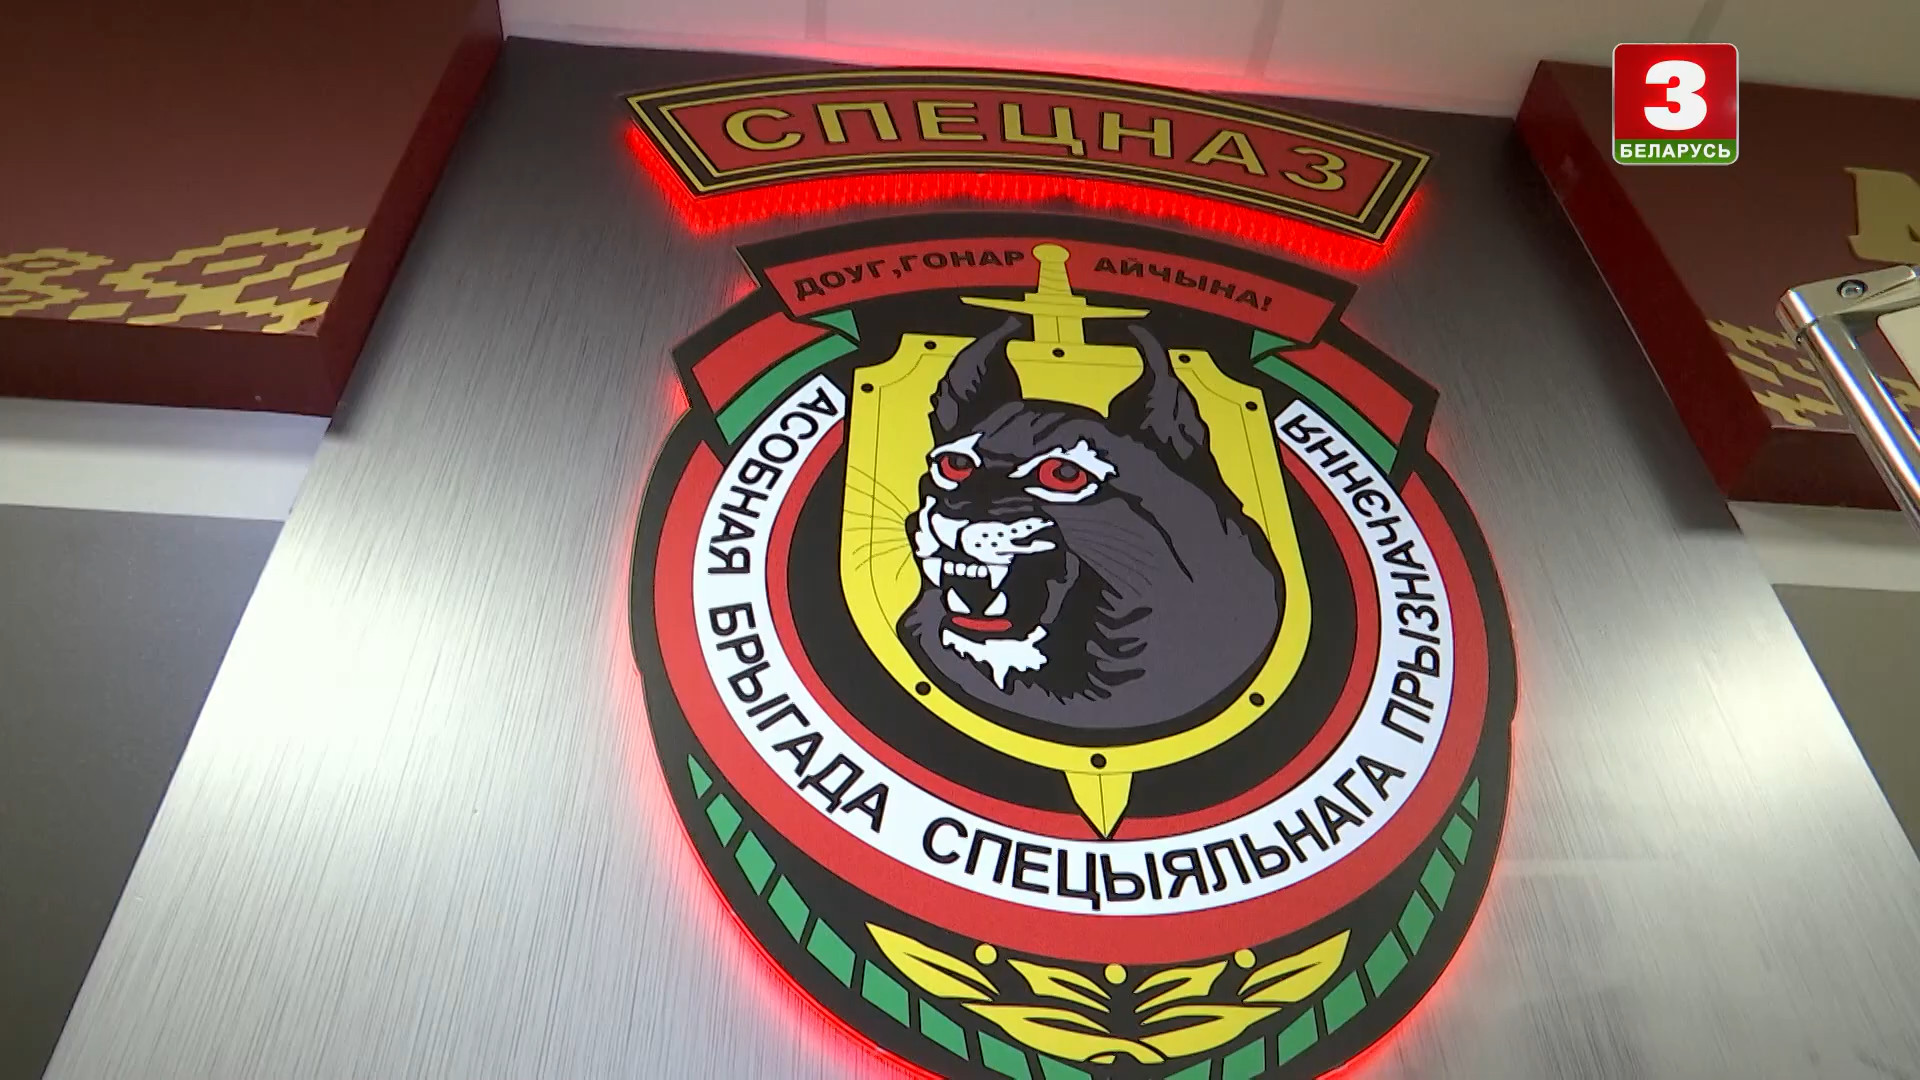 СПЕЦНАЗ
ДОУГ,ГОНАР АЙЧЫНА!
АСОБНАЯ БРЫГАДА СПЕЦЫЯЛЬНАГА ПРЫЗНАЧЭННЯ
3
БЕЛАРУСЬ